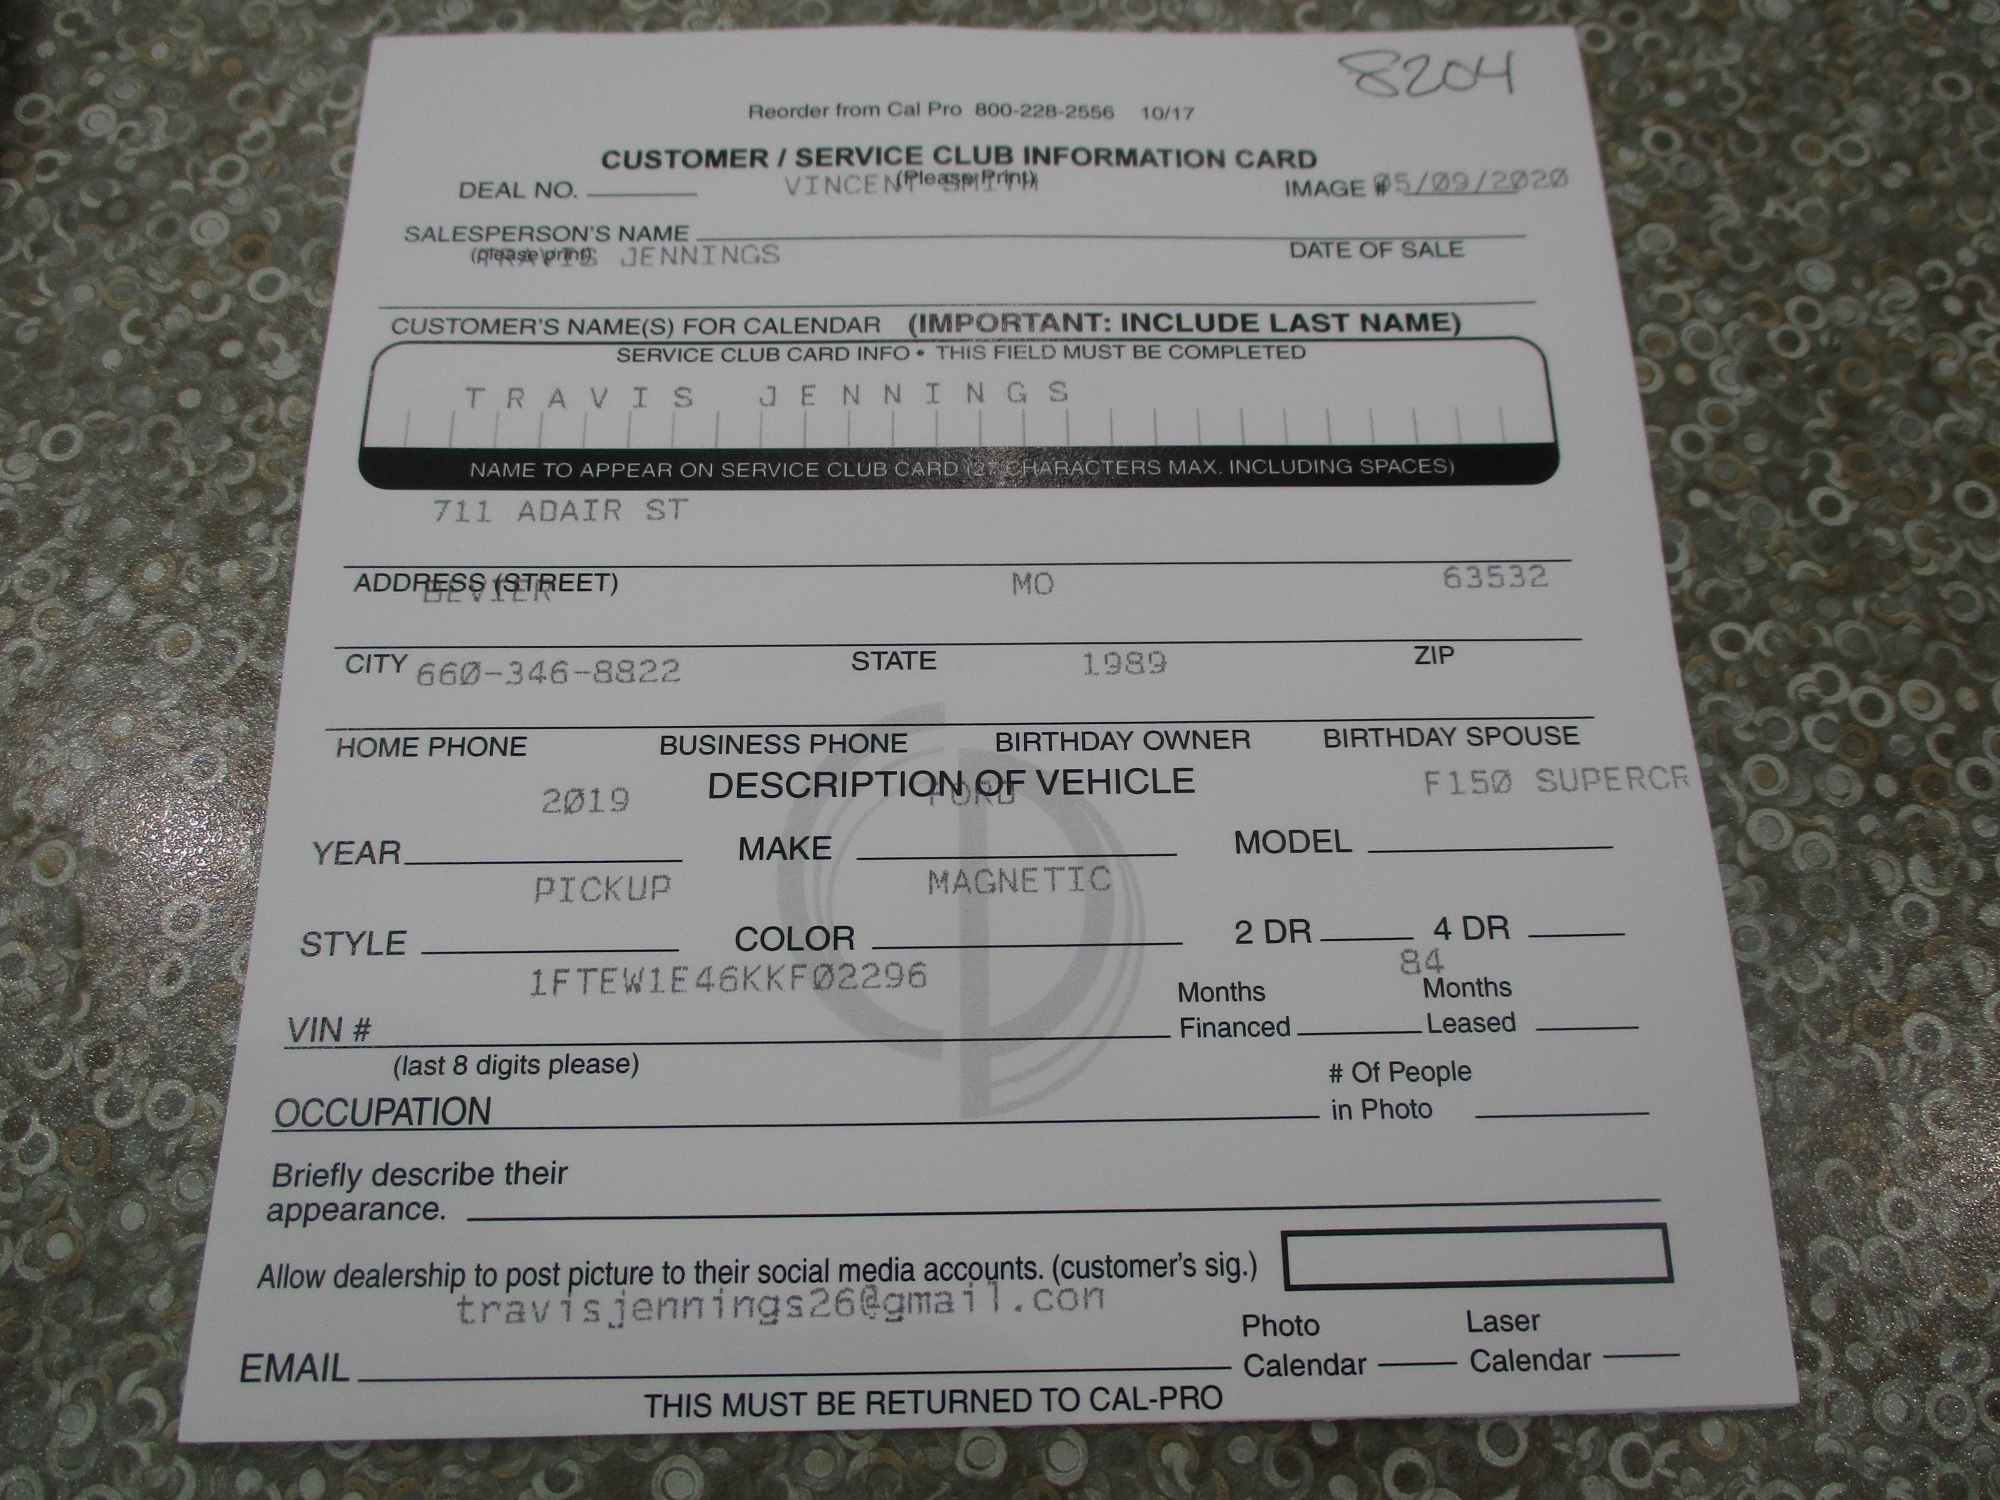 8204
Reorder from Cal Pro 800-228-2556 10/17
CUSTOMER / SERVICE CLUB INFORMATION CARD
(Please Print)
DEAL NO. VINCENT SMITH IMAGE # 05/09/2020
SALESPERSON'S NAME
(please print) TRAVIS JENNINGS DATE OF SALE
CUSTOMER'S NAME(S) FOR CALENDAR (IMPORTANT: INCLUDE LAST NAME)
SERVICE CLUB CARD INFO • THIS FIELD MUST BE COMPLETED
TRAVIS JENNINGS
NAME TO APPEAR ON SERVICE CLUB CARD (27 CHARACTERS MAX. INCLUDING SPACES)
711 ADAIR ST
ADDRESS (STREET) BEVIER MO 63532
CITY 660-346-8822 STATE 1989 ZIP
HOME PHONE BUSINESS PHONE BIRTHDAY OWNER BIRTHDAY SPOUSE
DESCRIPTION OF VEHICLE
2019 FORD F150 SUPERCR
YEAR MAKE MODEL
PICKUP MAGNETIC
STYLE COLOR 2 DR 4 DR
1FTEW1E46KKF02296 84
VIN # Months Financed Months Leased
(last 8 digits please)
OCCUPATION # Of People in Photo
Briefly describe their
appearance.
Allow dealership to post picture to their social media accounts. (customer's sig.)
travisjennings26@gmail.con
EMAIL Photo Calendar Laser Calendar
THIS MUST BE RETURNED TO CAL-PRO